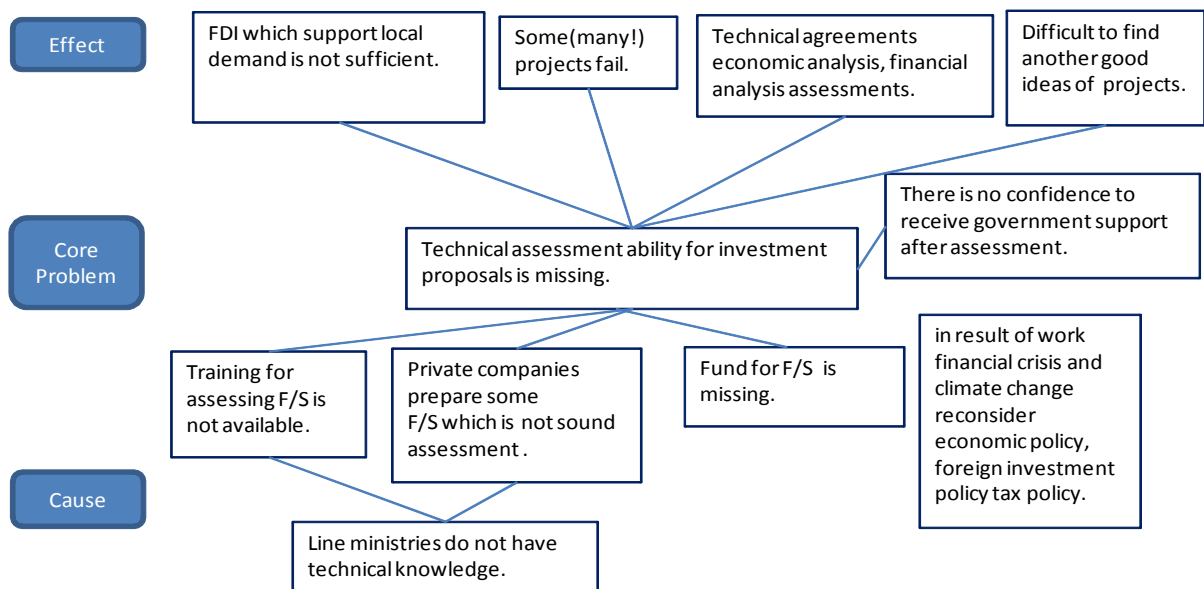 Effect
FDI which support local
demand is not sufficient.
Some(many!)
projects fail.
Technical agreements
economic analysis, financial
analysis assessments.
Difficult to find
another good
ideas of projects.
There is no confidence to
receive government support
after assessment.
Core
Problem
Technical assessment ability for investment
proposals is missing.
Training for
assessing F/S is
not available.
Private companies
prepare some
F/S which is not sound
assessment .
Fund for F/S is
missing.
in result of work
financial crisis and
climate change
reconsider
economic policy,
foreign investment
policy tax policy.
Cause
Line ministries do not have
technical knowledge.